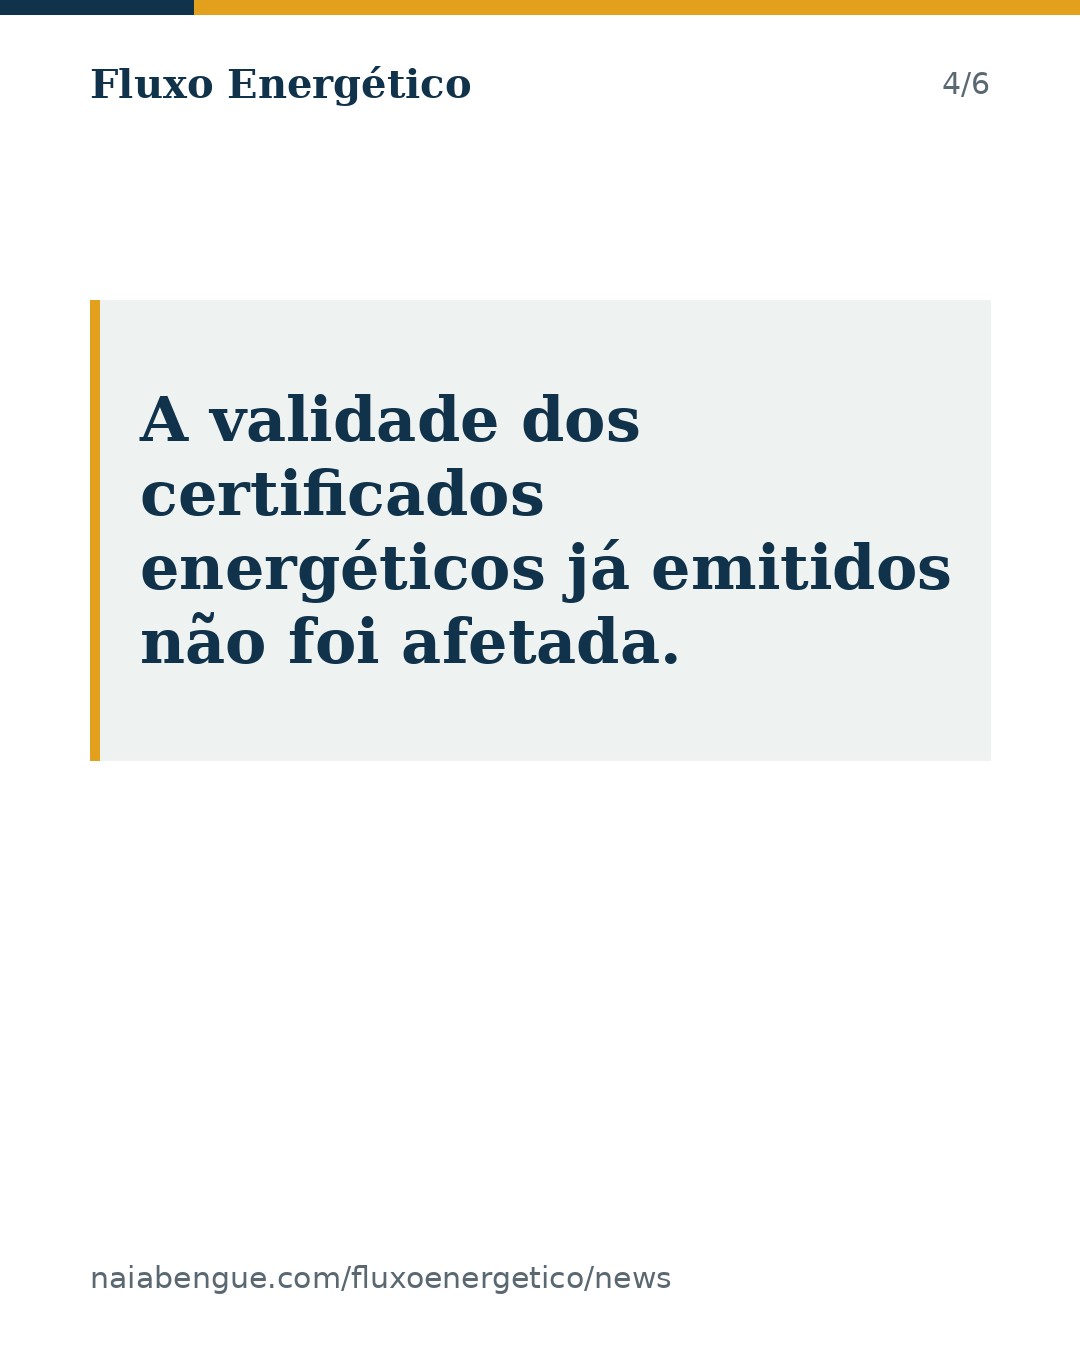 Fluxo Energético
4/6
A validade dos
certificados
energéticos já emitidos
não foi afetada.
naiabengue.com/fluxoenergetico/news